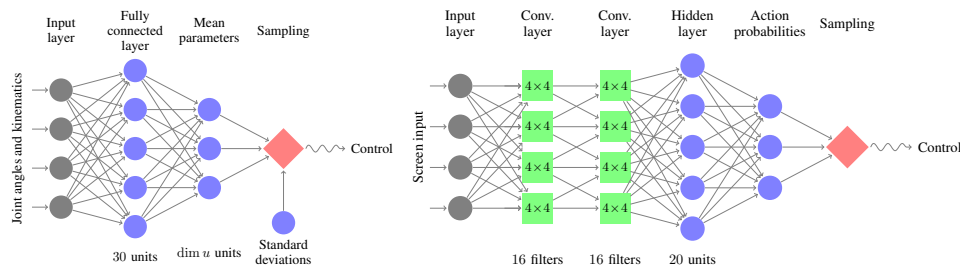 Input
layer
Fully
connected
layer
Mean
parameters
Sampling
Joint angles and kinematics
Control
30 units
dim u units
Standard
deviations
Input
layer
Conv.
layer
Conv.
layer
Hidden
layer
Action
probabilities
Sampling
Screen input
4×4
4×4
4×4
4×4
4×4
4×4
4×4
4×4
Control
16 filters
16 filters
20 units